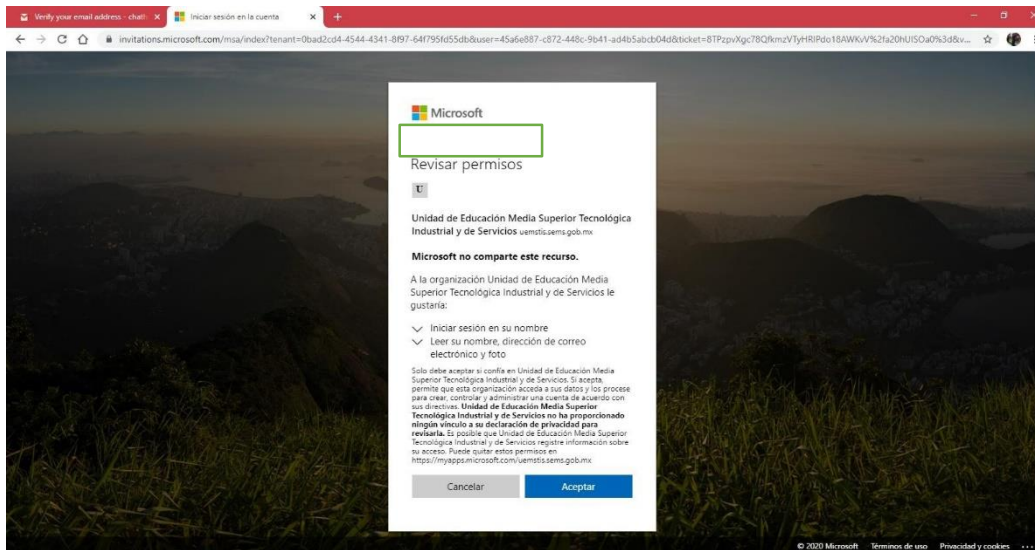 Verify your email address - chath
Iniciar sesión en la cuenta
invitations.microsoft.com/msa/index?tenant=0bad2cd4-4544-4341-8f97-64f795fd55db&user=45a6e887-c872-448c-9b41-ad4b5abcb04d&ticket=8TPzpvXgc78QfkmzVTyHRIPdo18AWKvV%2fa20hUISOa0%3d&v...
Microsoft
Revisar permisos
U
Unidad de Educación Media Superior Tecnológica
Industrial y de Servicios uemstis.sems.gob.mx
Microsoft no comparte este recurso.
A la organización Unidad de Educación Media
Superior Tecnológica Industrial y de Servicios le
gustaría:
Iniciar sesión en su nombre
Leer su nombre, dirección de correo
electrónico y foto
Solo debe aceptar si confía en Unidad de Educación Media
Superior Tecnológica Industrial y de Servicios. Si acepta,
permite que esta organización acceda a sus datos y los procese
para crear, controlar y administrar una cuenta de acuerdo con
sus directivas. Unidad de Educación Media Superior
Tecnológica Industrial y de Servicios no ha proporcionado
ningún vínculo a su declaración de privacidad para
revisarla. Es posible que Unidad de Educación Media Superior
Tecnológica Industrial y de Servicios registre información sobre
su acceso. Puede quitar estos permisos en
https://myapps.microsoft.com/uemstis.sems.gob.mx
Cancelar
Aceptar
© 2020 Microsoft Términos de uso Privacidad y cookies ...